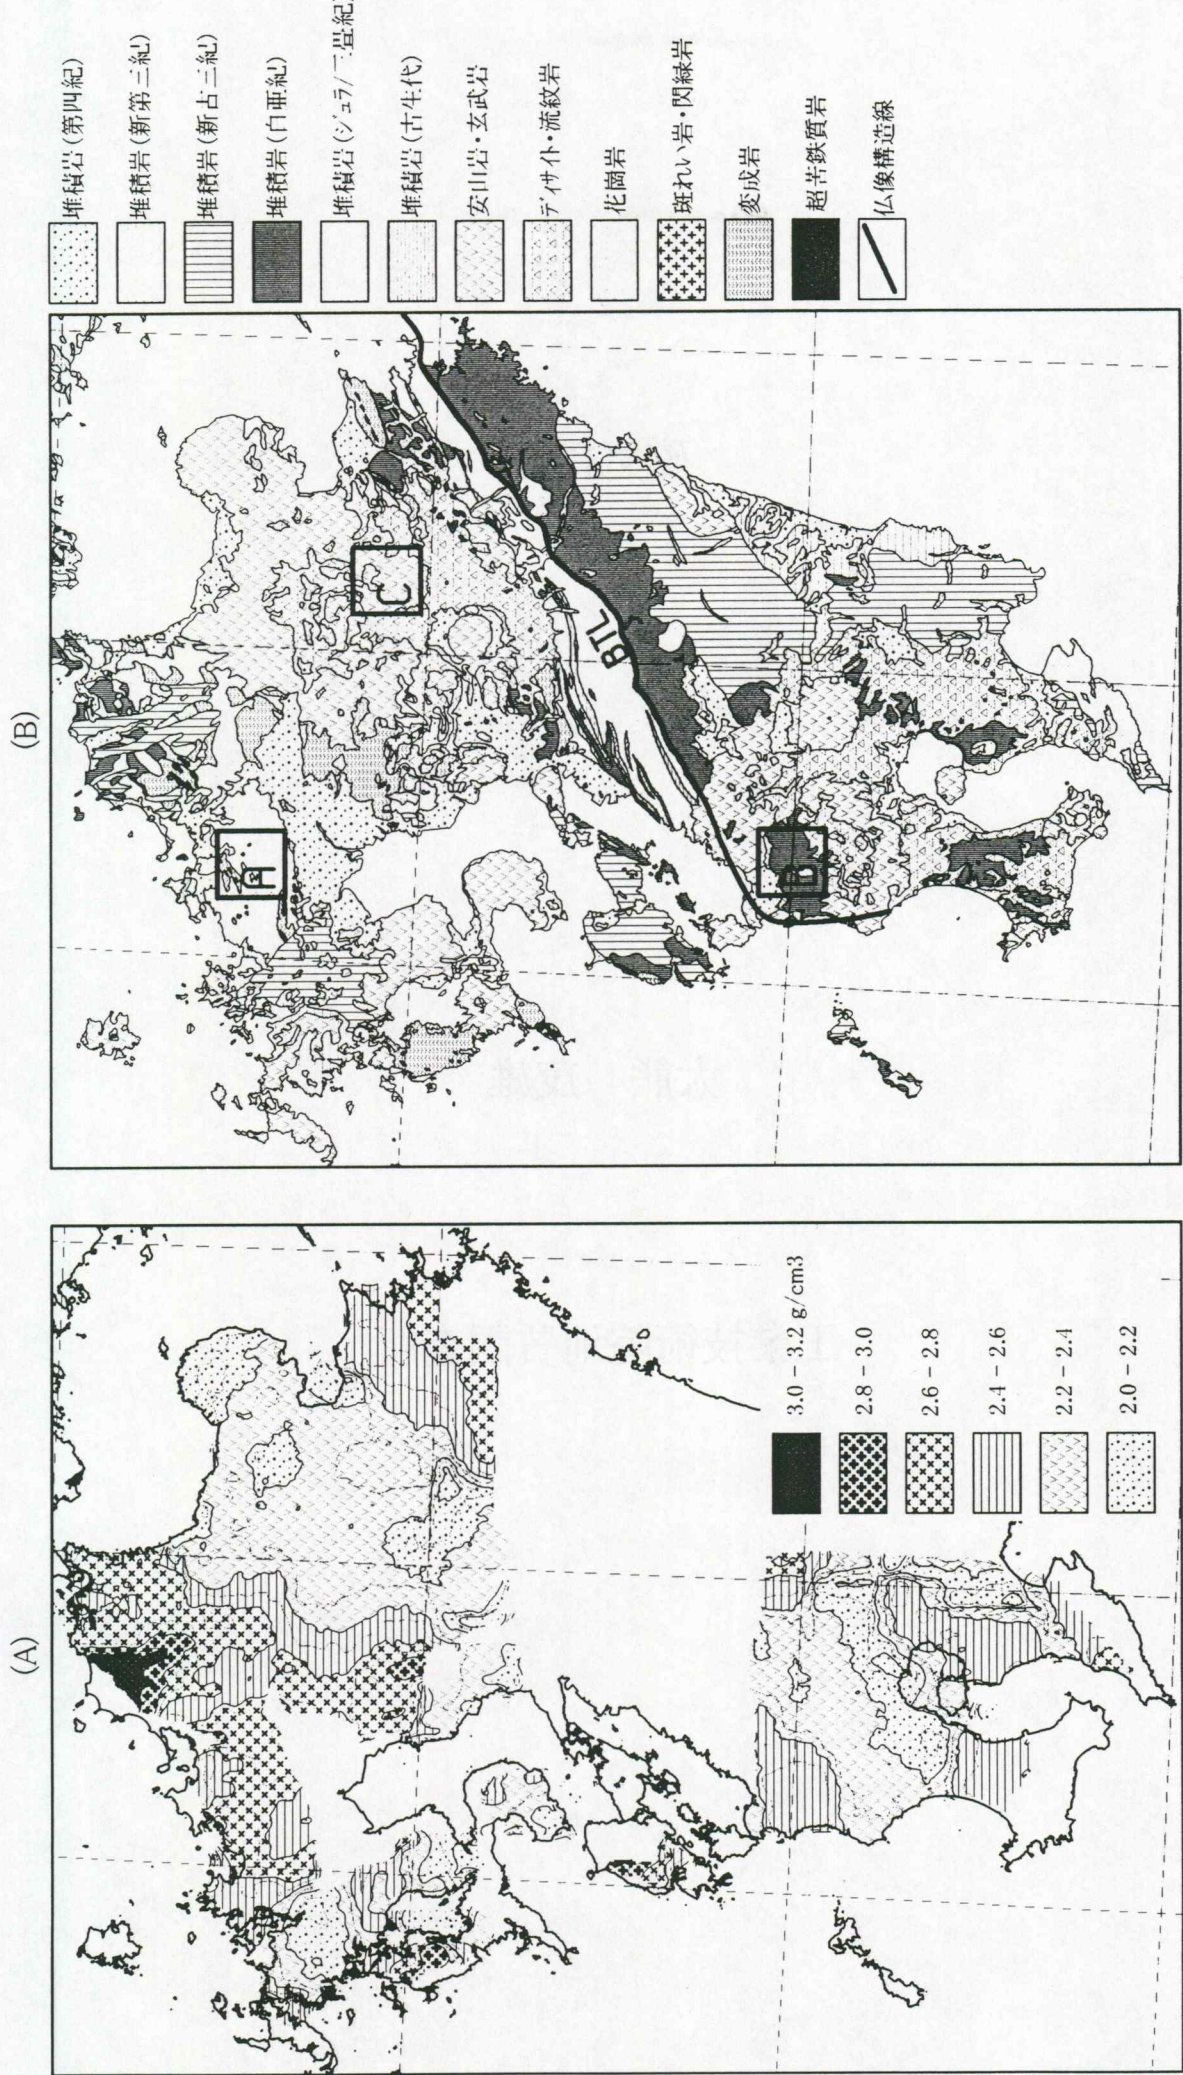 (A)
3.0 - 3.2 g/cm3
2.8 - 3.0
2.6 - 2.8
2.4 - 2.6
2.2 - 2.4
2.0 - 2.2
(B)
A
B
C
BTL
堆積岩(第四紀)
堆積岩(新第三紀)
堆積岩(新古三紀)
堆積岩(白亜紀)
堆積岩(ジュラ/三畳紀)
堆積岩(古生代)
安山岩・玄武岩
デイサイト・流紋岩
花崗岩
斑れい岩・閃緑岩
変成岩
超苦鉄質岩
仏像構造線